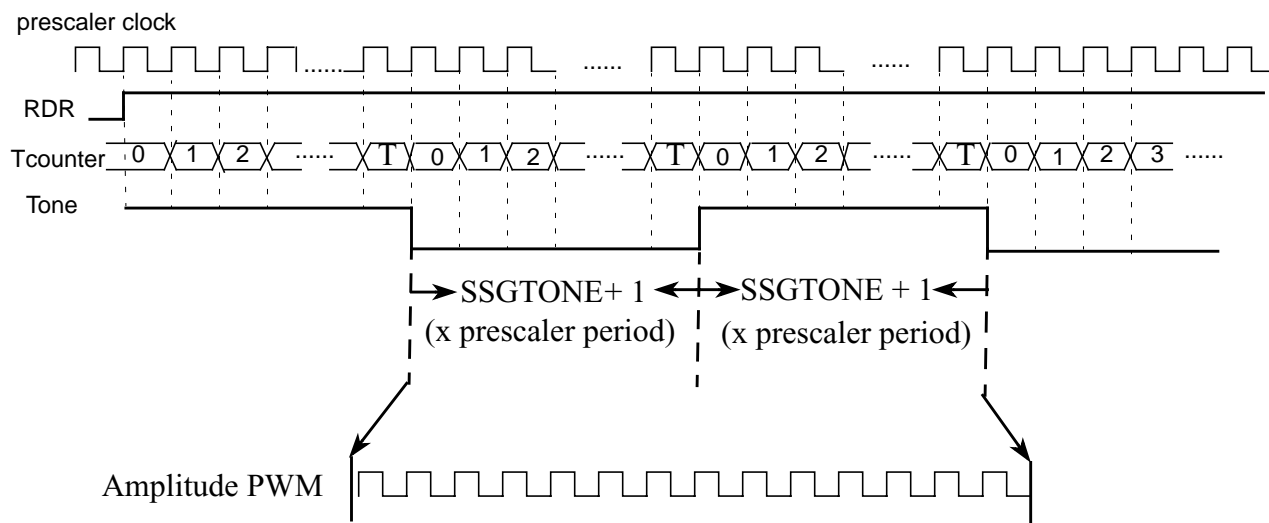 prescaler clock
...... ...... ......
RDR
Tcounter 0 1 2 ...... T 0 1 2 ...... T 0 1 2 ...... T 0 1 2 3 ......
Tone
SSGTONE+ 1 SSGTONE + 1
(x prescaler period) (x prescaler period)
Amplitude PWM